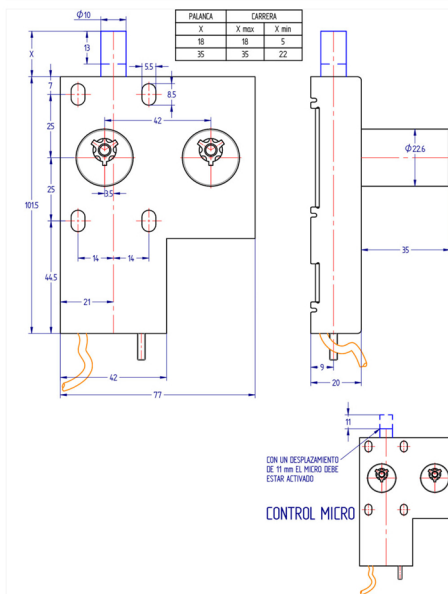 Φ10
PALANCA CARRERA
X X max X min
18 18 5
35 35 22
13
X
5.5
7
8.5
42
25
Φ22.6
3.5
25
101.5
35
14 14
44.5
21
42
9
20
77
11
CON UN DESPLAZAMIENTO
DE 11 mm EL MICRO DEBE
ESTAR ACTIVADO
CONTROL MICRO